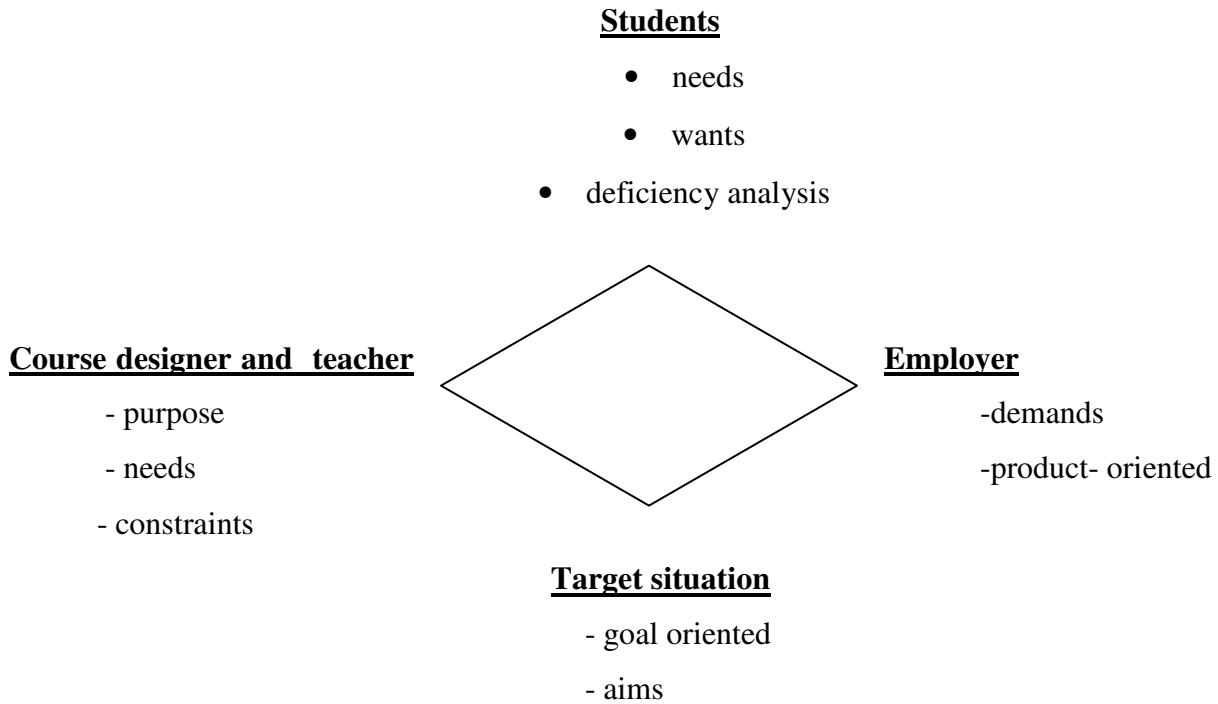 Students
• needs
• wants
• deficiency analysis
Course designer and teacher
- purpose
- needs
- constraints
Employer
-demands
-product- oriented
Target situation
- goal oriented
- aims